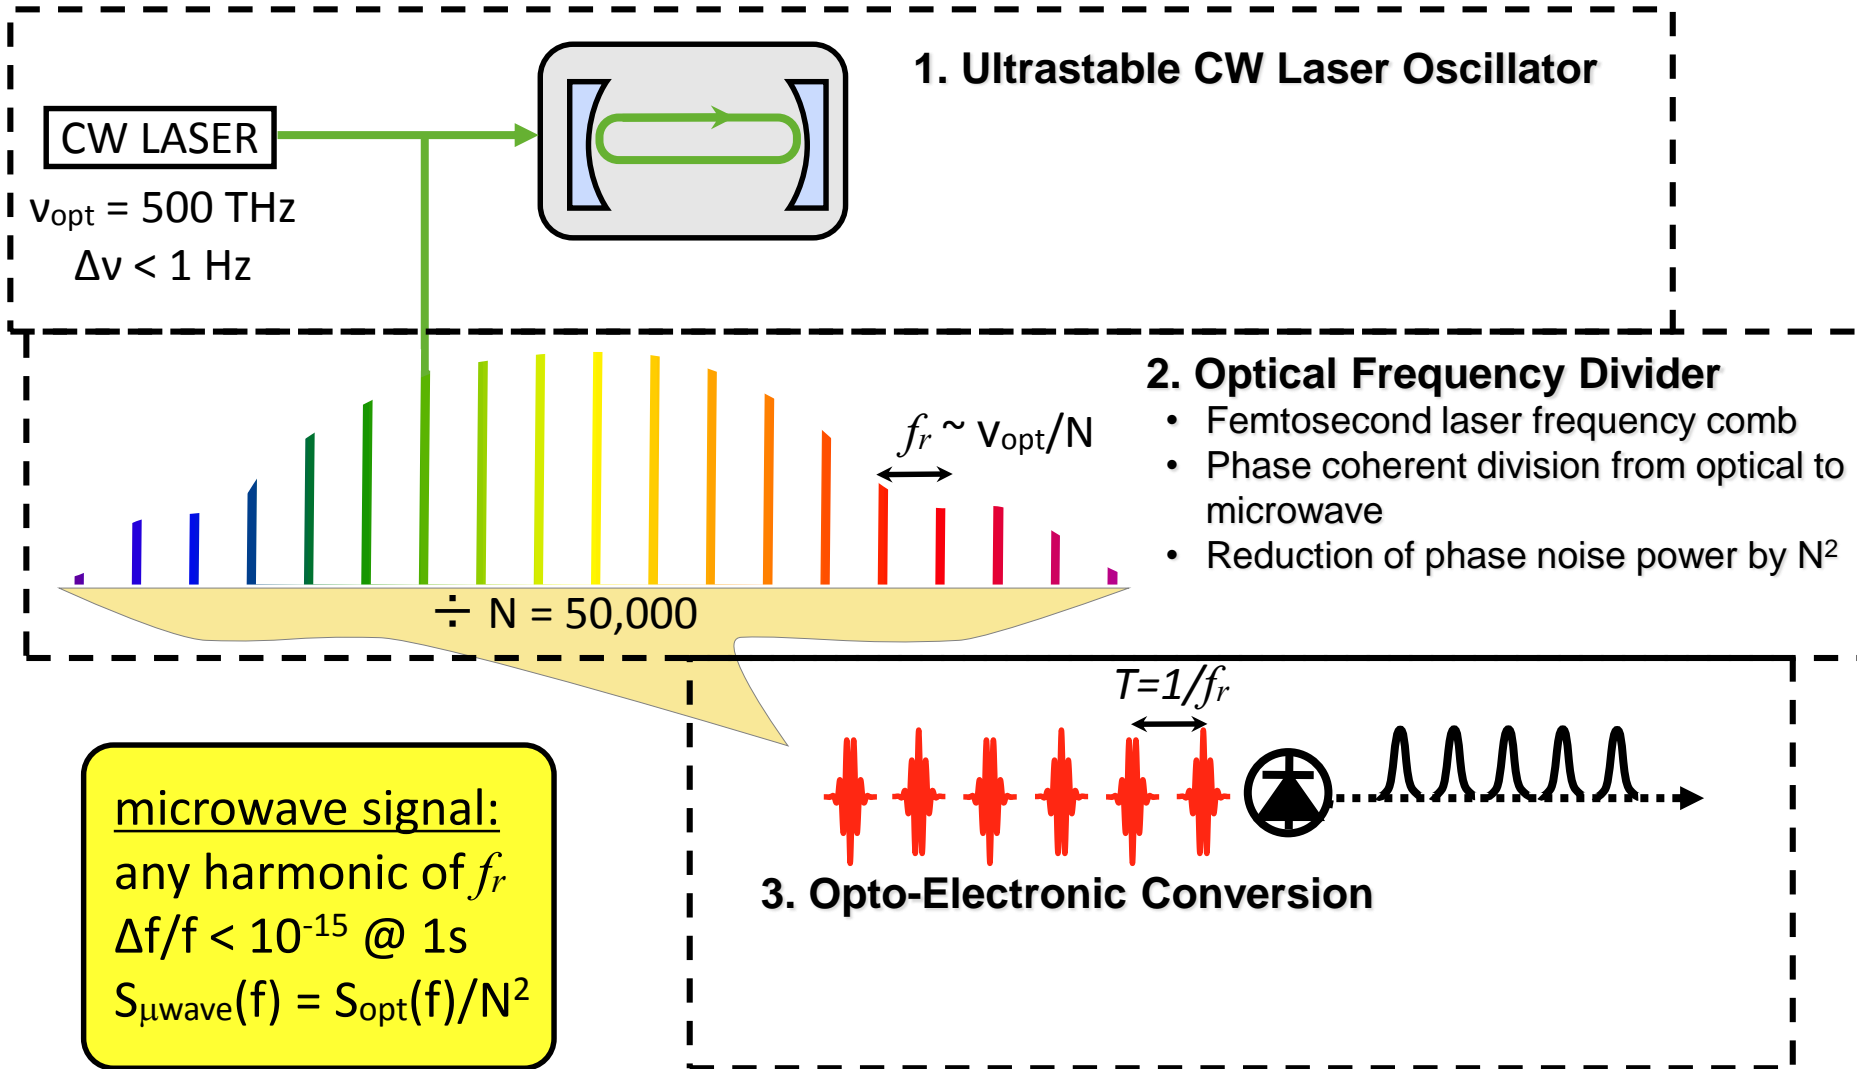 1. Ultrastable CW Laser Oscillator
CW LASER
νopt = 500 THz
Δν < 1 Hz
2. Optical Frequency Divider
• Femtosecond laser frequency comb
• Phase coherent division from optical to
microwave
• Reduction of phase noise power by N²
fr ~ νopt/N
÷ N = 50,000
T=1/fr
3. Opto-Electronic Conversion
microwave signal:
any harmonic of fr
Δf/f < 10⁻¹⁵ @ 1s
Sμwave(f) = Sopt(f)/N²